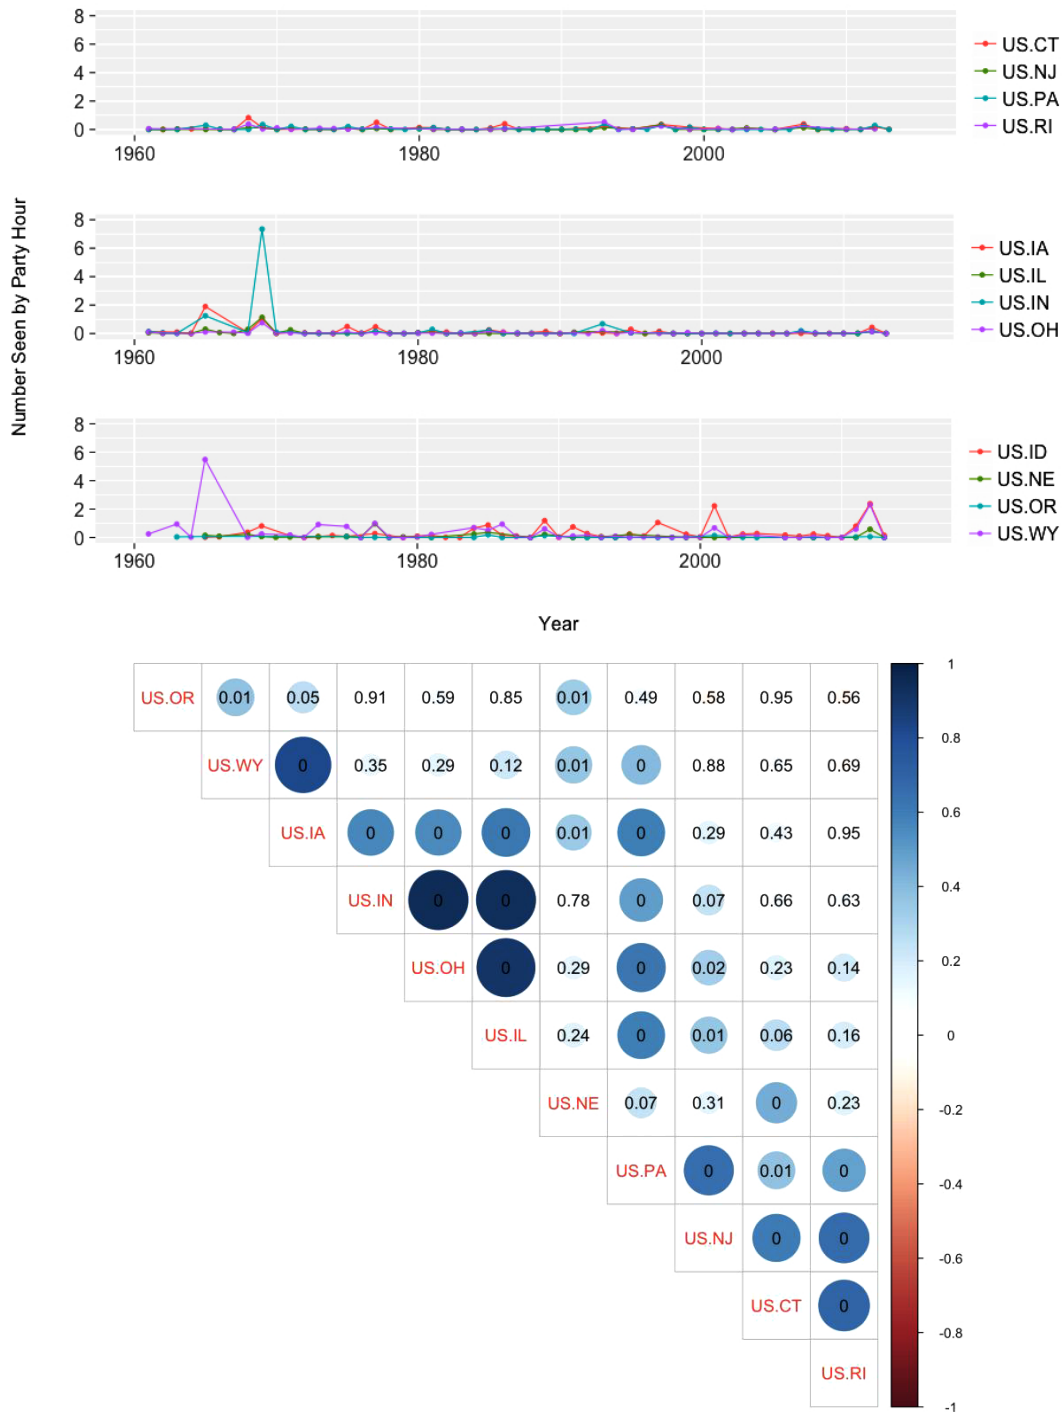 8
6
4
2
0
1960 1980 2000
US.CT
US.NJ
US.PA
US.RI
Number Seen by Party Hour
8
6
4
2
0
1960 1980 2000
US.IA
US.IL
US.IN
US.OH
8
6
4
2
0
1960 1980 2000
US.ID
US.NE
US.OR
US.WY
Year
US.OR 0.01 0.05 0.91 0.59 0.85 0.01 0.49 0.58 0.95 0.56
US.WY 0 0.35 0.29 0.12 0.01 0 0.88 0.65 0.69
US.IA 0 0 0 0.01 0 0.29 0.43 0.95
US.IN 0 0 0.78 0 0.07 0.66 0.63
US.OH 0 0.29 0 0.02 0.23 0.14
US.IL 0.24 0 0.01 0.06 0.16
US.NE 0.07 0.31 0 0.23
US.PA 0 0.01 0
US.NJ 0 0
US.CT 0
US.RI
1
0.8
0.6
0.4
0.2
0
-0.2
-0.4
-0.6
-0.8
-1